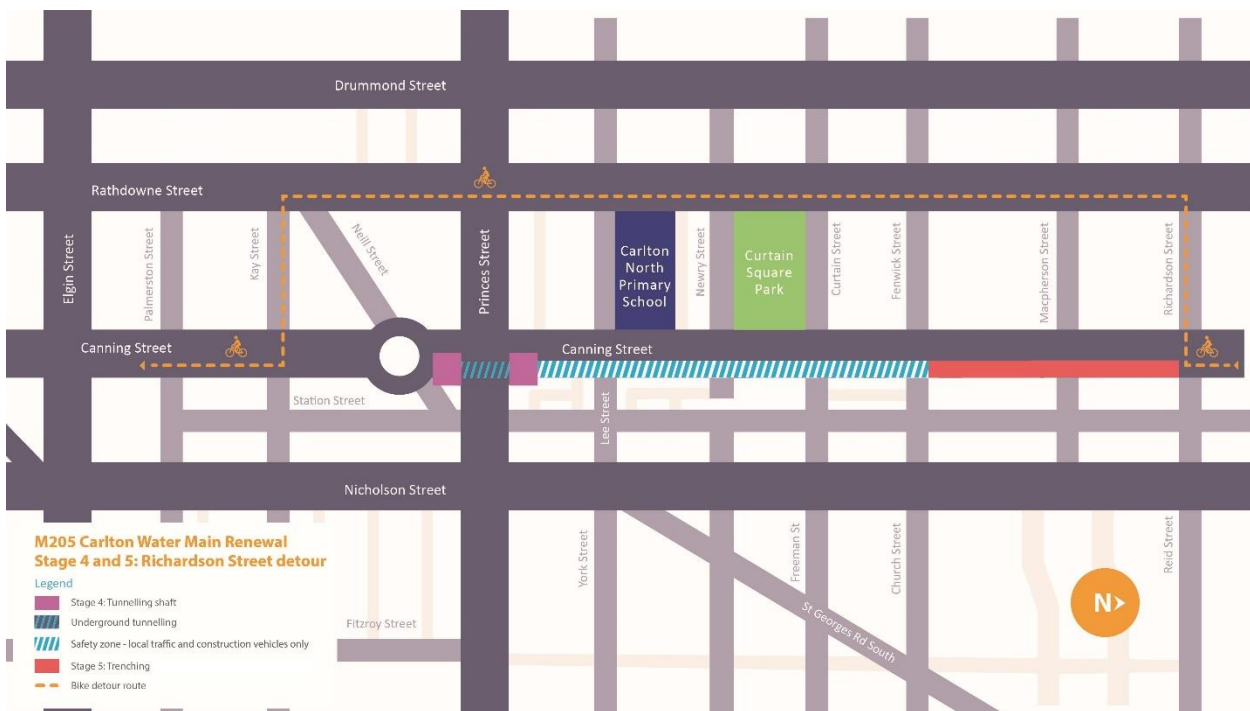 Drummond Street
Rathdowne Street
Elgin Street
Palmerston Street
Kay Street
Neill Street
Princes Street
Carlton
North
Primary
School
Newry Street
Curtain
Square
Park
Curtain Street
Fenwick Street
Macpherson Street
Richardson Street
Canning Street
Canning Street
Station Street
Lee Street
Nicholson Street
York Street
Freeman St
Church Street
Reid Street
St Georges Rd South
Fitzroy Street
N
M205 Carlton Water Main Renewal
Stage 4 and 5: Richardson Street detour
Legend
Stage 4: Tunnelling shaft
Underground tunnelling
Safety zone - local traffic and construction vehicles only
Stage 5: Trenching
Bike detour route